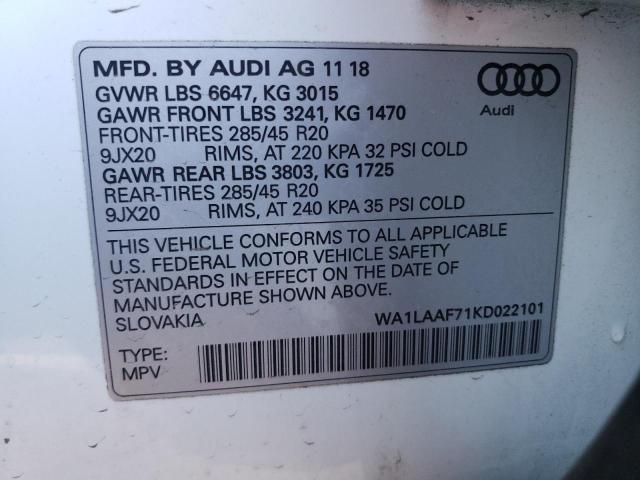 MFD. BY AUDI AG 11 18
GVWR LBS 6647, KG 3015
GAWR FRONT LBS 3241, KG 1470
FRONT-TIRES 285/45 R20
9JX20 RIMS, AT 220 KPA 32 PSI COLD
GAWR REAR LBS 3803, KG 1725
REAR-TIRES 285/45 R20
9JX20 RIMS, AT 240 KPA 35 PSI COLD
Audi
THIS VEHICLE CONFORMS TO ALL APPLICABLE
U.S. FEDERAL MOTOR VEHICLE SAFETY
STANDARDS IN EFFECT ON THE DATE OF
MANUFACTURE SHOWN ABOVE.
SLOVAKIA WA1LAAF71KD022101
TYPE:
MPV